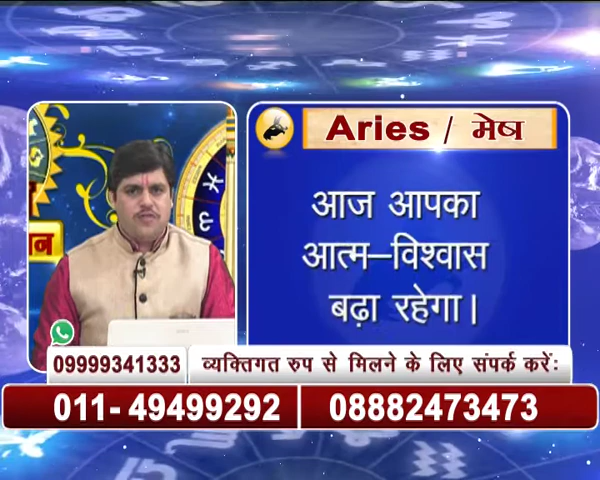 Aries / मेष
आज आपका
आत्म–विश्वास
बढ़ा रहेगा।
09999341333
व्यक्तिगत रुप से मिलने के लिए संपर्क करें:
011- 49499292
08882473473